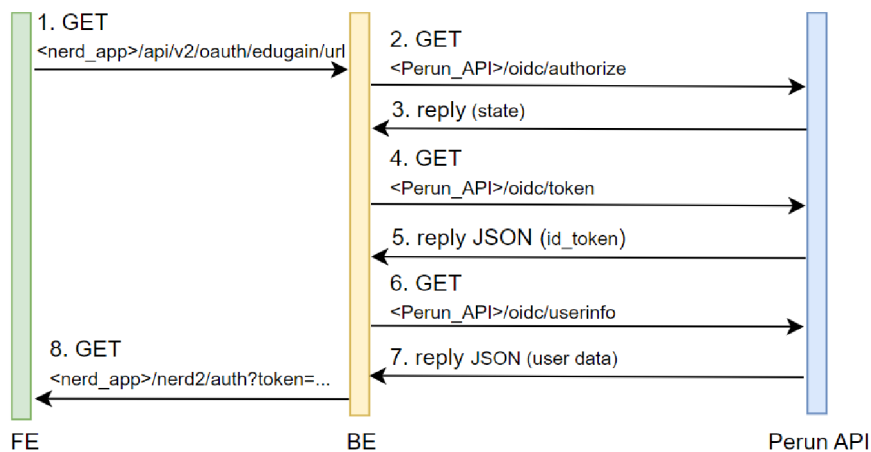 1. GET
<nerd_app>/api/v2/oauth/edugain/url
2. GET
<Perun_API>/oidc/authorize
3. reply (state)
4. GET
<Perun_API>/oidc/token
5. reply JSON (id_token)
6. GET
<Perun_API>/oidc/userinfo
7. reply JSON (user data)
8. GET
<nerd_app>/nerd2/auth?token=...
FE
BE
Perun API